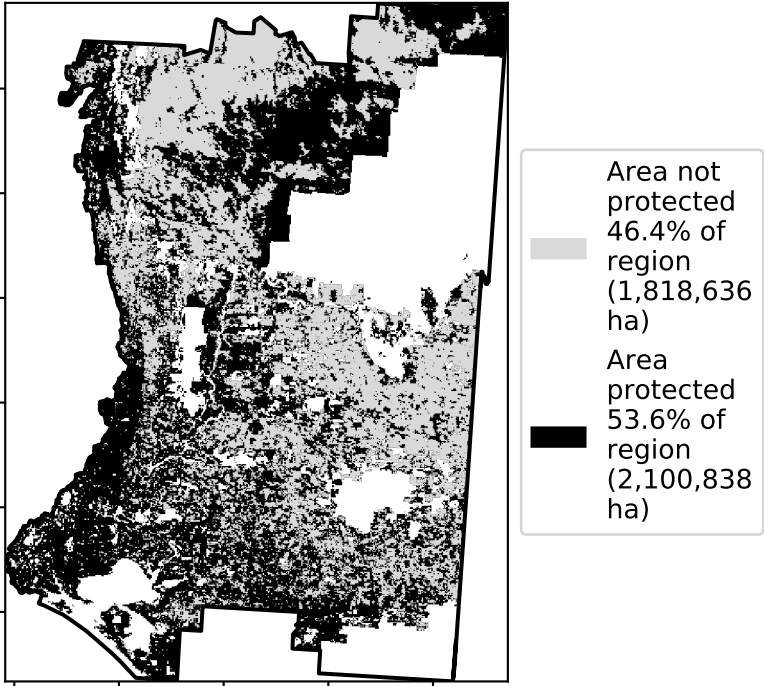 Area not
protected
46.4% of
region
(1,818,636
ha)
Area
protected
53.6% of
region
(2,100,838
ha)